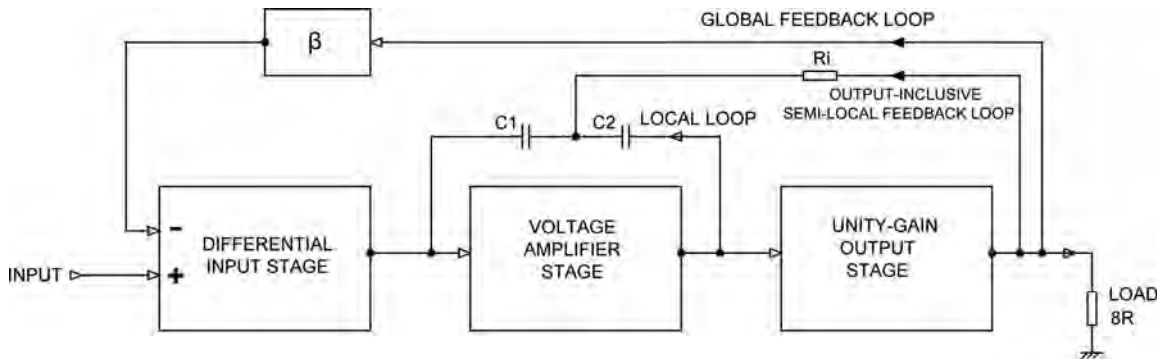 GLOBAL FEEDBACK LOOP
β
Ri
OUTPUT-INCLUSIVE
SEMI-LOCAL FEEDBACK LOOP
C1
C2
LOCAL LOOP
-
DIFFERENTIAL
INPUT STAGE
VOLTAGE
AMPLIFIER
STAGE
UNITY-GAIN
OUTPUT
STAGE
INPUT
+
LOAD
8R